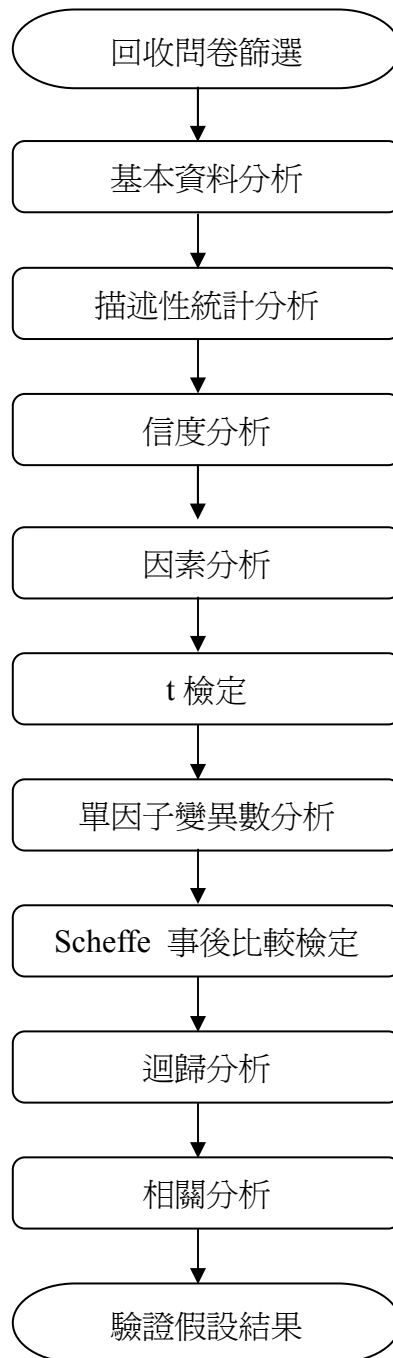 回收問卷篩選
基本資料分析
描述性統計分析
信度分析
因素分析
t 檢定
單因子變異數分析
Scheffe 事後比較檢定
迴歸分析
相關分析
驗證假設結果